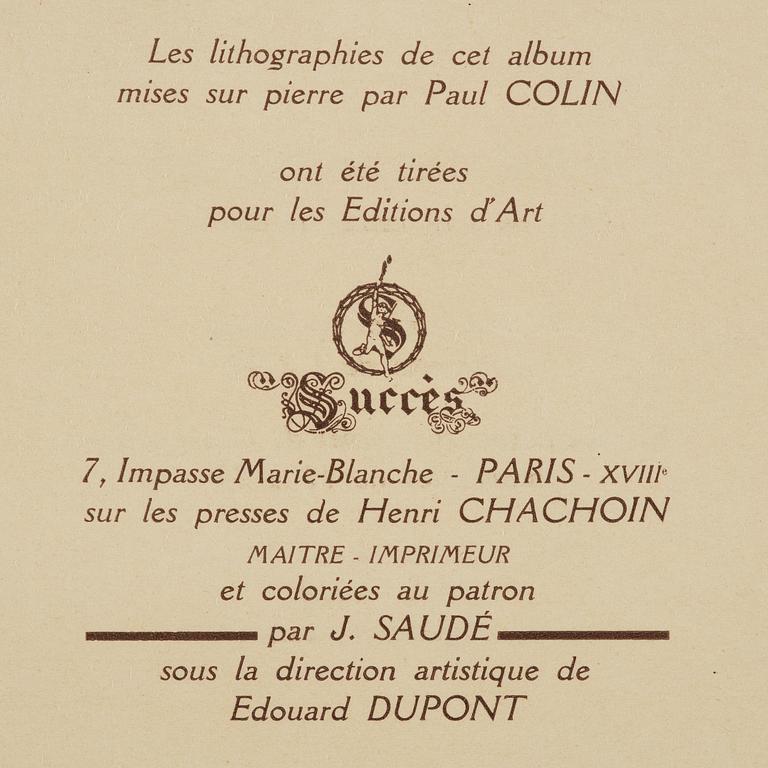 Les lithographies de cet album
mises sur pierre par Paul COLIN
ont été tirées
pour les Editions d'Art
S
Succès
7, Impasse Marie-Blanche - PARIS - XVIIIe
sur les presses de Henri CHACHOIN
MAITRE - IMPRIMEUR
et coloriées au patron
par J. SAUDÉ
sous la direction artistique de
Edouard DUPONT